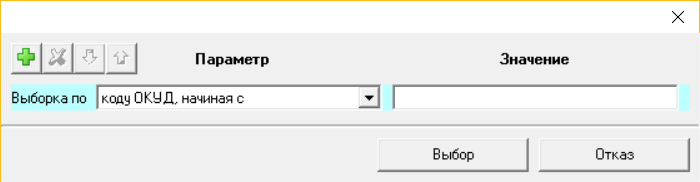 Параметр Значение
Выборка по коду ОКУД, начиная с
Выбор Отказ